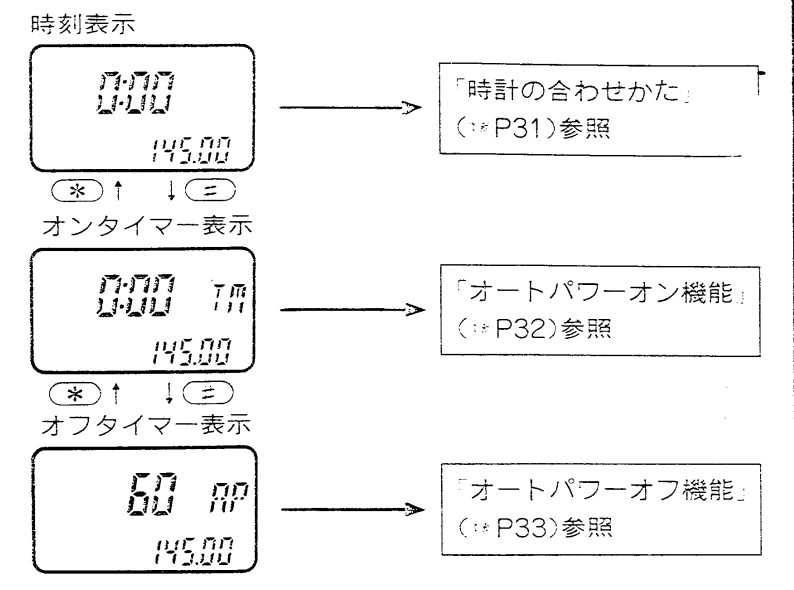 時刻表示
0:00
145.00
「時計の合わせかた」
(☞P31)参照
* ↑ ↓ #
オンタイマー表示
0:00 TM
145.00
「オートパワーオン機能」
(☞P32)参照
* ↑ ↓ #
オフタイマー表示
60 AP
145.00
「オートパワーオフ機能」
(☞P33)参照